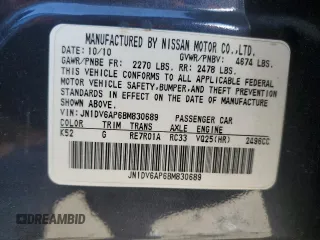 MANUFACTURED BY NISSAN MOTOR CO.,LTD.
DATE: 10/10 GVWR/PNBV: 4674 LBS.
GAWR/PNBE FR: 2270 LBS. RR: 2478 LBS.
THIS VEHICLE CONFORMS TO ALL APPLICABLE FEDERAL
MOTOR VEHICLE SAFETY,BUMPER,AND THEFT PREVENTION
STANDARDS IN EFFECT ON THE DATE OF MANUFACTURE
SHOWN ABOVE.
JN1DV6AP6BM830689 PASSENGER CAR
COLOR TRIM TRANS AXLE ENGINE
K52 G RE7R01A RC33 VQ25(HR) 2496CC
JN1DV6AP6BM830689
DREAMBID